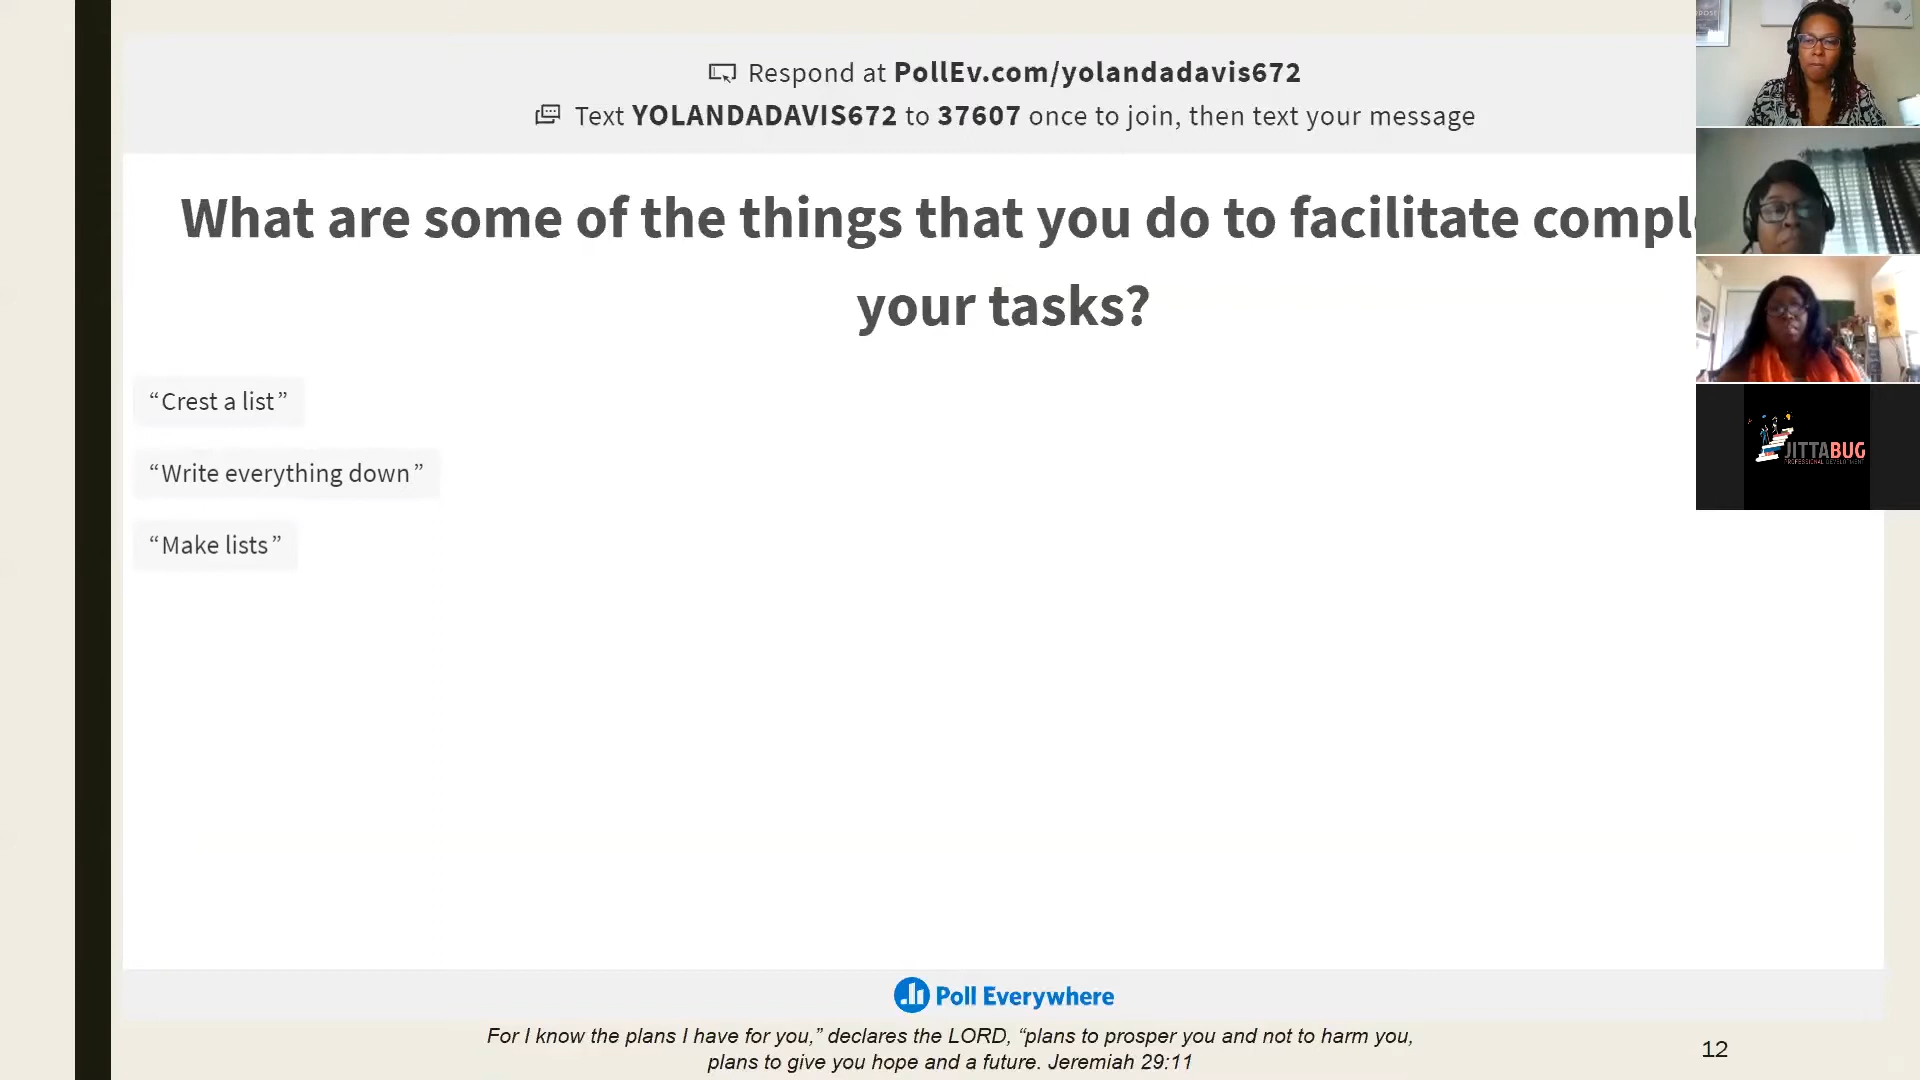 Respond at PollEv.com/yolandadavis672
Text YOLANDADAVIS672 to 37607 once to join, then text your message
What are some of the things that you do to facilitate
your tasks?
“Crest a list”
“Write everything down”
“Make lists”
JITTABUG
PROFESSIONAL DEVELOPMENT
Poll Everywhere
For I know the plans I have for you,” declares the LORD, “plans to prosper you and not to harm you,
plans to give you hope and a future. Jeremiah 29:11
12